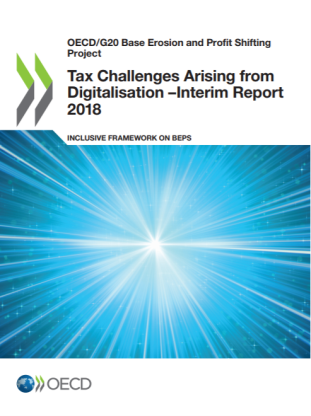 OECD/G20 Base Erosion and Profit Shifting
Project
Tax Challenges Arising from
Digitalisation –Interim Report
2018
INCLUSIVE FRAMEWORK ON BEPS
OECD